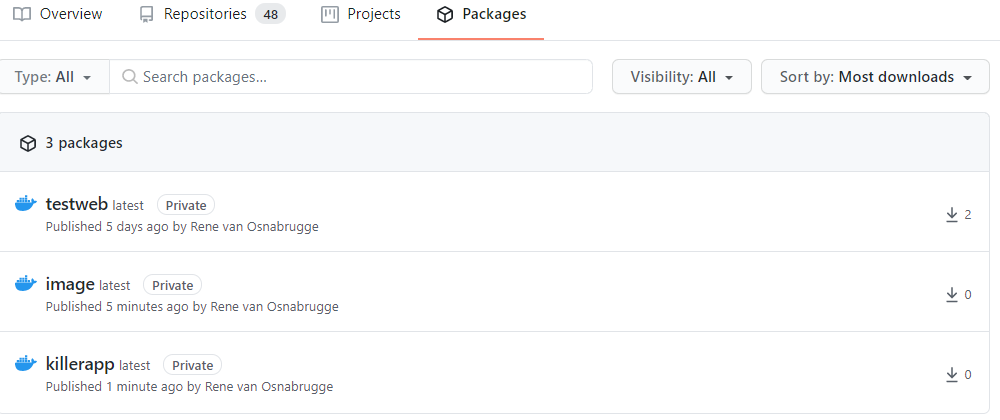 Overview Repositories 48 Projects Packages
Type: All Search packages... Visibility: All Sort by: Most downloads
3 packages
testweb latest Private
Published 5 days ago by Rene van Osnabrugge 2
image latest Private
Published 5 minutes ago by Rene van Osnabrugge 0
killerapp latest Private
Published 1 minute ago by Rene van Osnabrugge 0